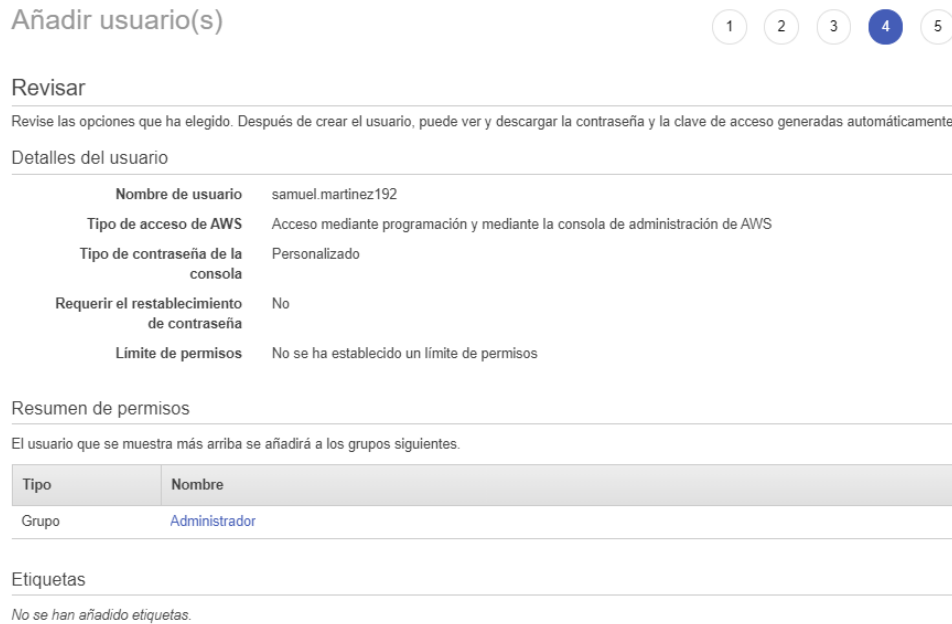 Añadir usuario(s)
1 2 3 4 5
Revisar
Revise las opciones que ha elegido. Después de crear el usuario, puede ver y descargar la contraseña y la clave de acceso generadas automáticamente
Detalles del usuario
Nombre de usuario samuel.martinez192
Tipo de acceso de AWS Acceso mediante programación y mediante la consola de administración de AWS
Tipo de contraseña de la Personalizado
consola
Requerir el restablecimiento No
de contraseña
Límite de permisos No se ha establecido un límite de permisos
Resumen de permisos
El usuario que se muestra más arriba se añadirá a los grupos siguientes.
Tipo Nombre
Grupo Administrador
Etiquetas
No se han añadido etiquetas.